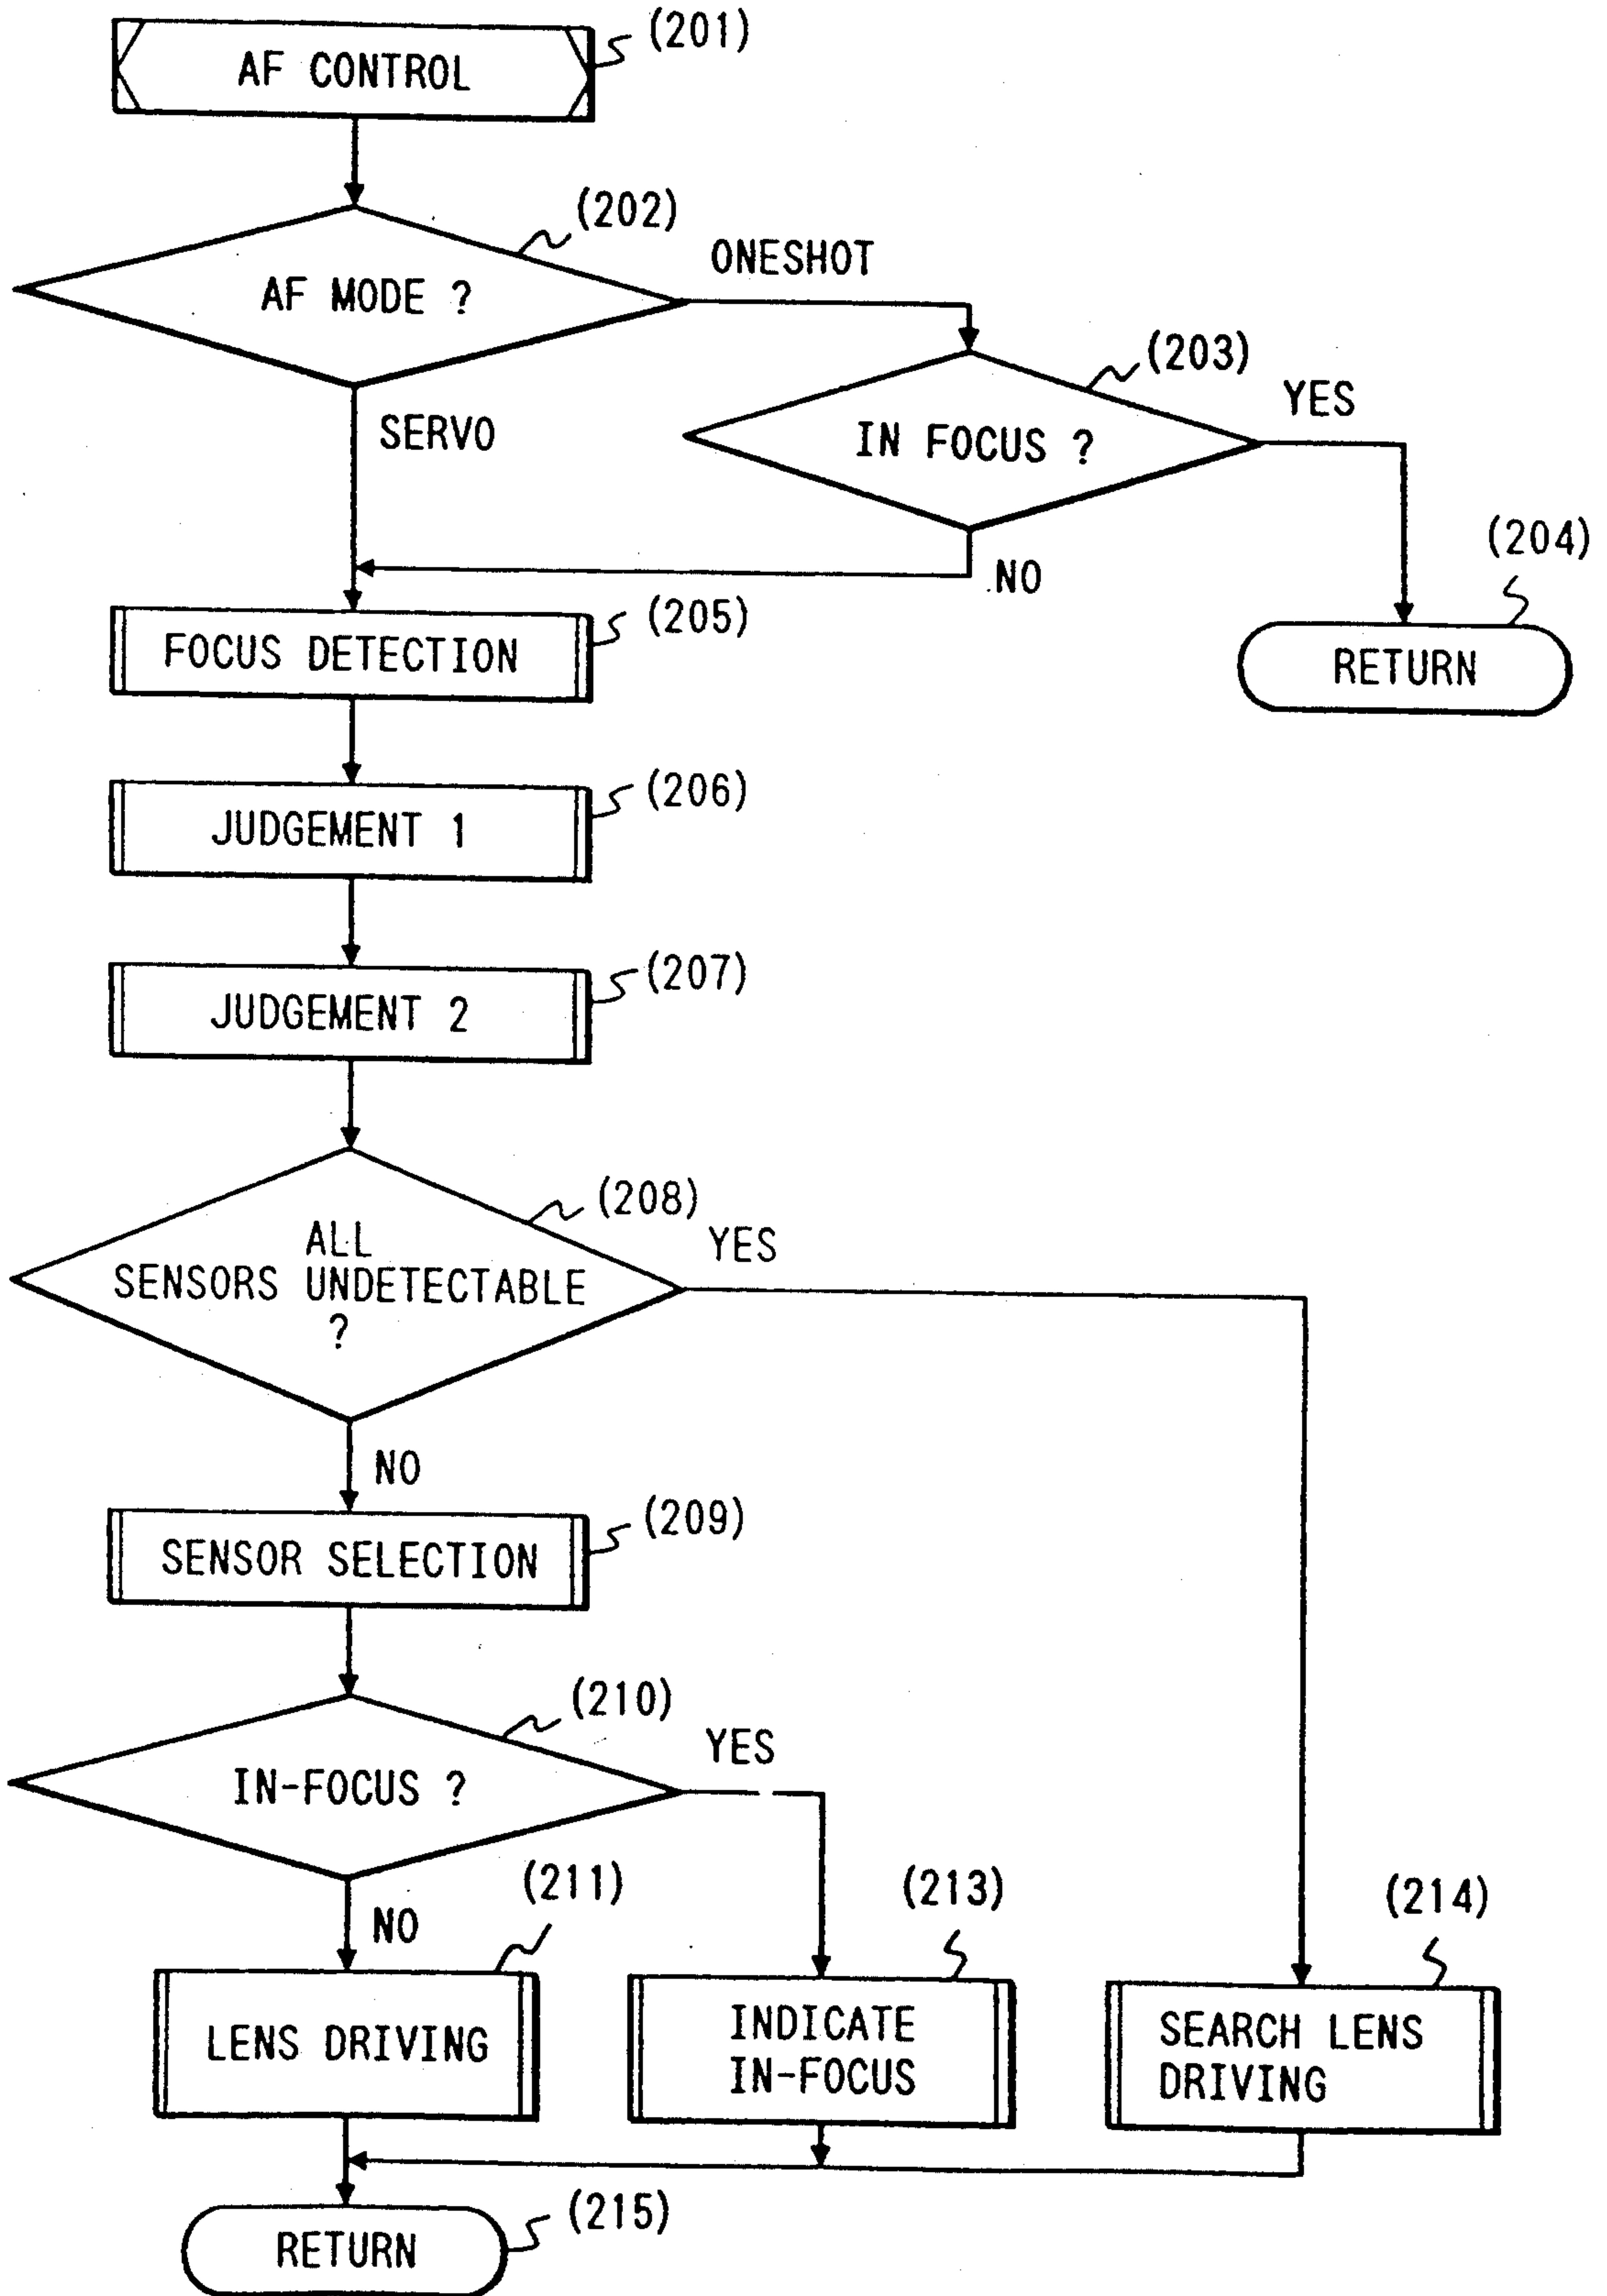 (201)
AF CONTROL
(202)
ONESHOT
AF MODE ?
(203)
YES
SERVO
IN FOCUS ?
(204)
NO
(205)
FOCUS DETECTION
RETURN
(206)
JUDGEMENT 1
(207)
JUDGEMENT 2
(208)
YES
ALL
SENSORS UNDETECTABLE
?
NO
(209)
SENSOR SELECTION
(210)
YES
IN-FOCUS ?
(211)
(213)
(214)
NO
LENS DRIVING
INDICATE
IN-FOCUS
SEARCH LENS
DRIVING
(215)
RETURN